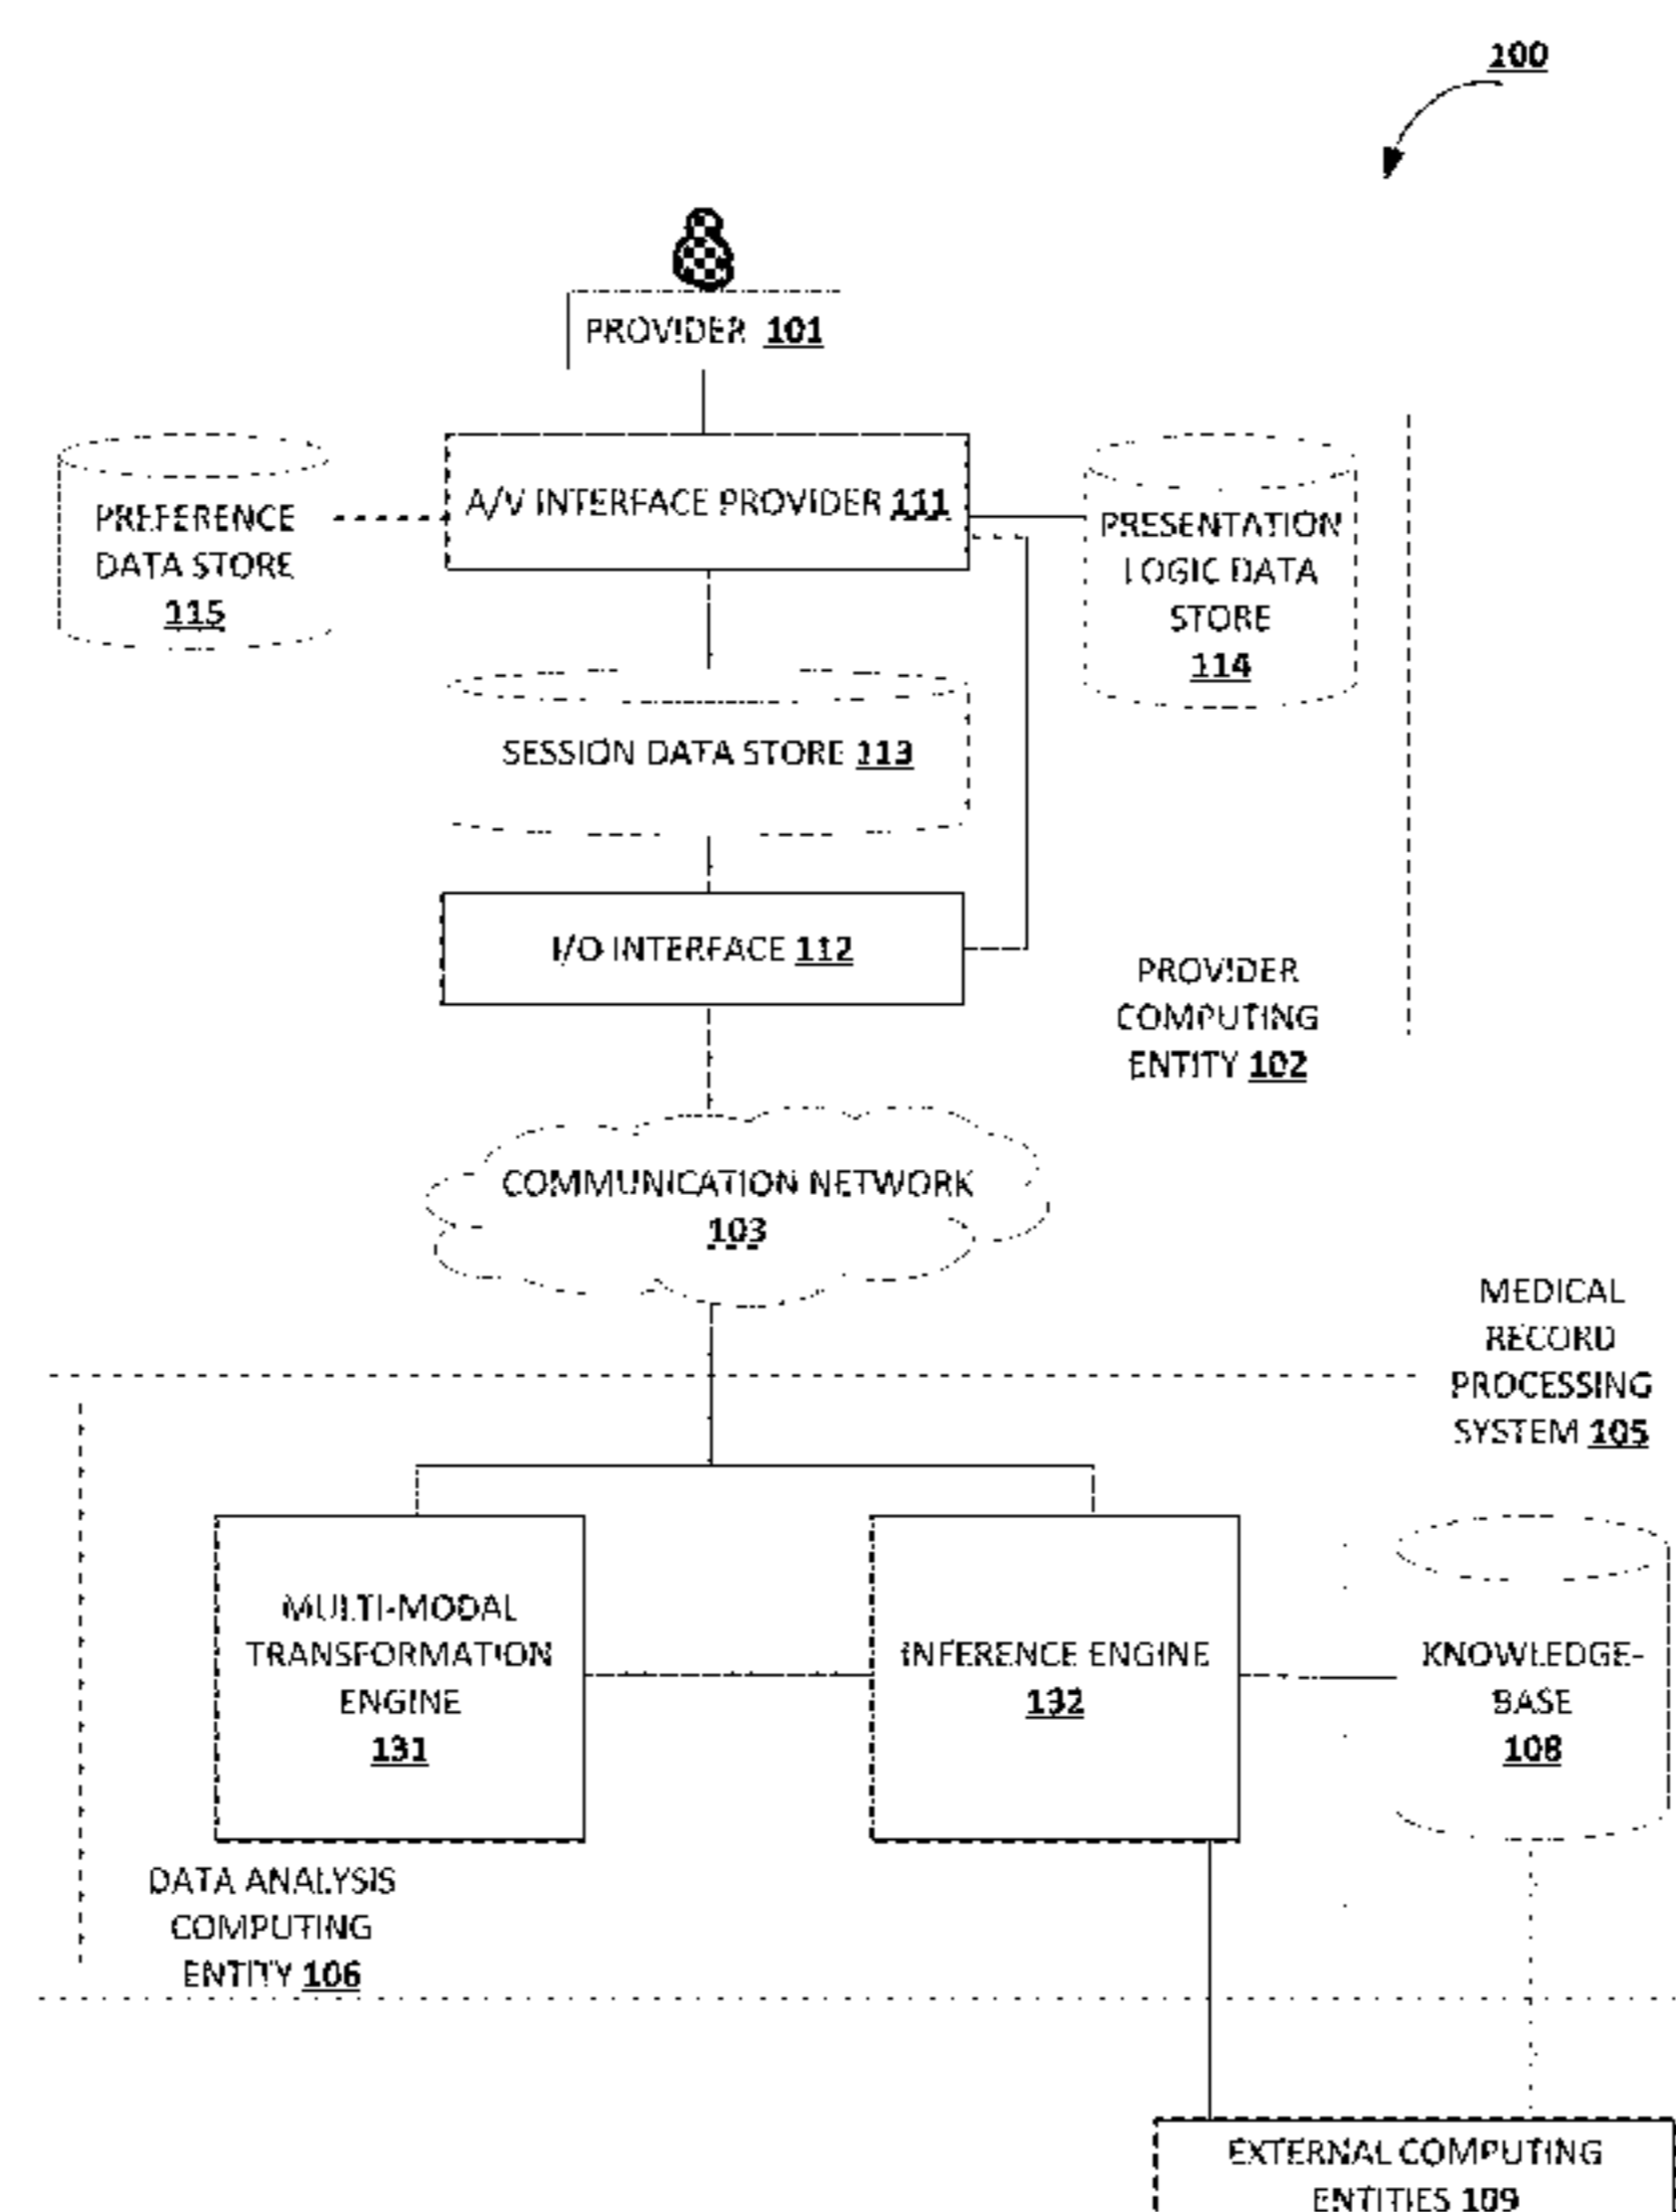 100
PROVIDER 101
A/V INTERFACE PROVIDER 111
PREFERENCE
DATA STORE
115
PRESENTATION
LOGIC DATA
STORE
114
SESSION DATA STORE 113
I/O INTERFACE 112
PROVIDER
COMPUTING
ENTITY 102
COMMUNICATION NETWORK
103
MEDICAL
RECORD
PROCESSING
SYSTEM 105
MULTI-MODAL
TRANSFORMATION
ENGINE
131
INFERENCE ENGINE
132
KNOWLEDGE-
BASE
108
DATA ANALYSIS
COMPUTING
ENTITY 106
EXTERNAL COMPUTING
ENTITIES 109